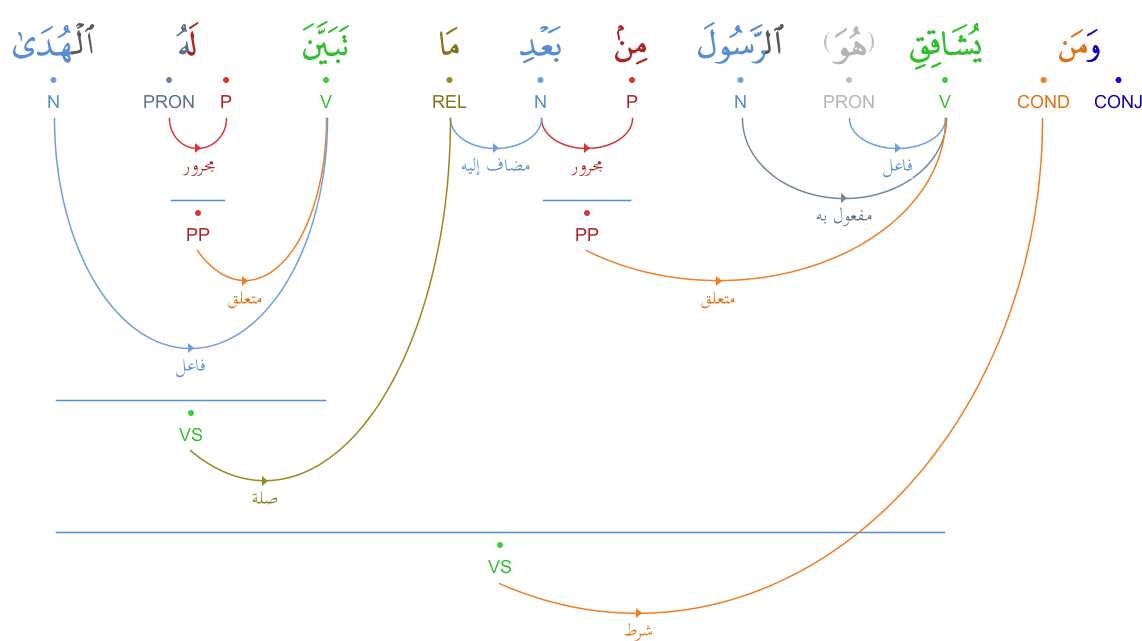 وَمَن يُشَاقِقِ (هُوَ) ٱلرَّسُولَ مِنۢ بَعْدِ مَا تَبَيَّنَ لَهُ ٱلْهُدَىٰ
CONJ COND V PRON N P N REL V P PRON N
فاعل مجرور مضاف إليه مجرور
مفعول به
PP PP
متعلق متعلق
فاعل
VS
صلة
VS
شرط